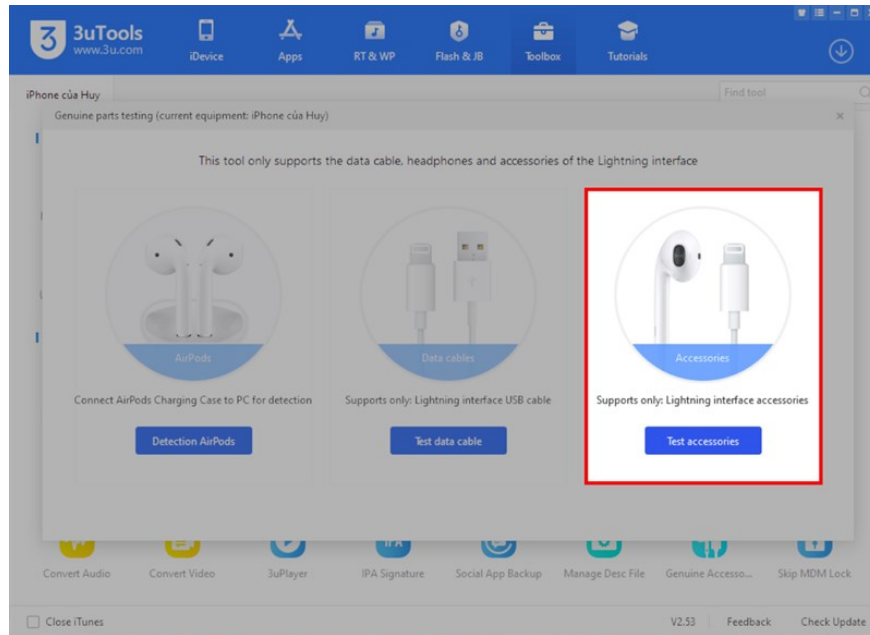 3uTools
www.3u.com
iDevice
Apps
RT & WP
Flash & JB
Toolbox
Tutorials
iPhone của Huy
Find tool
Genuine parts testing (current equipment: iPhone của Huy)
This tool only supports the data cable, headphones and accessories of the Lightning interface
AirPods
Data cables
Accessories
Connect AirPods Charging Case to PC for detection
Supports only: Lightning interface USB cable
Supports only: Lightning interface accessories
Detection AirPods
Test data cable
Test accessories
Convert Audio
Convert Video
3uPlayer
IPA Signature
Social App Backup
Manage Desc File
Genuine Accesso...
Skip MDM Lock
Close iTunes
V2.53
Feedback
Check Update